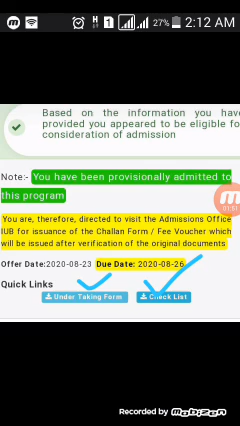 27% 2:12 AM
Based on the information you have
provided you appeared to be eligible fo
consideration of admission
Note:- You have been provisionally admitted to
this program
01:51
You are, therefore, directed to visit the Admissions Office
IUB for issuance of the Challan Form / Fee Voucher which
will be issued after verification of the original documents
Offer Date:2020-08-23 Due Date: 2020-08-26
Quick Links
Under Taking Form Check List
Recorded by Mobizen